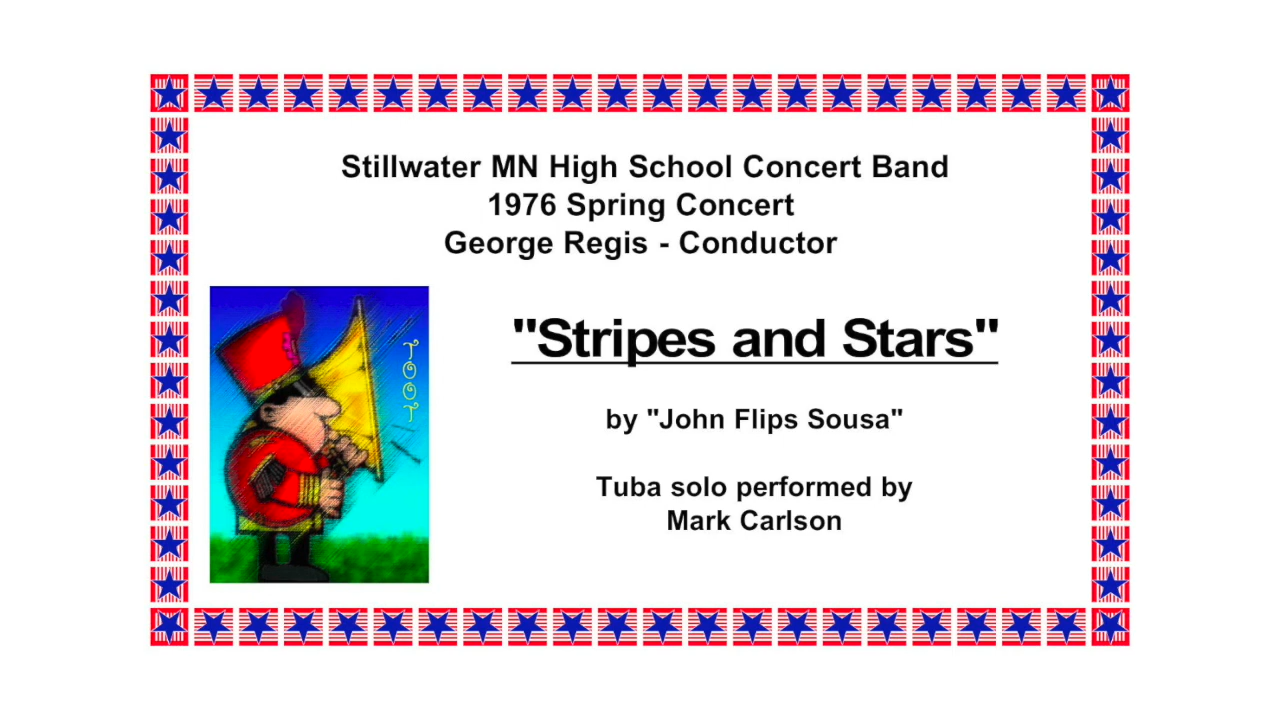 Stillwater MN High School Concert Band
1976 Spring Concert
George Regis - Conductor
TOOT
"Stripes and Stars"
by "John Flips Sousa"
Tuba solo performed by
Mark Carlson